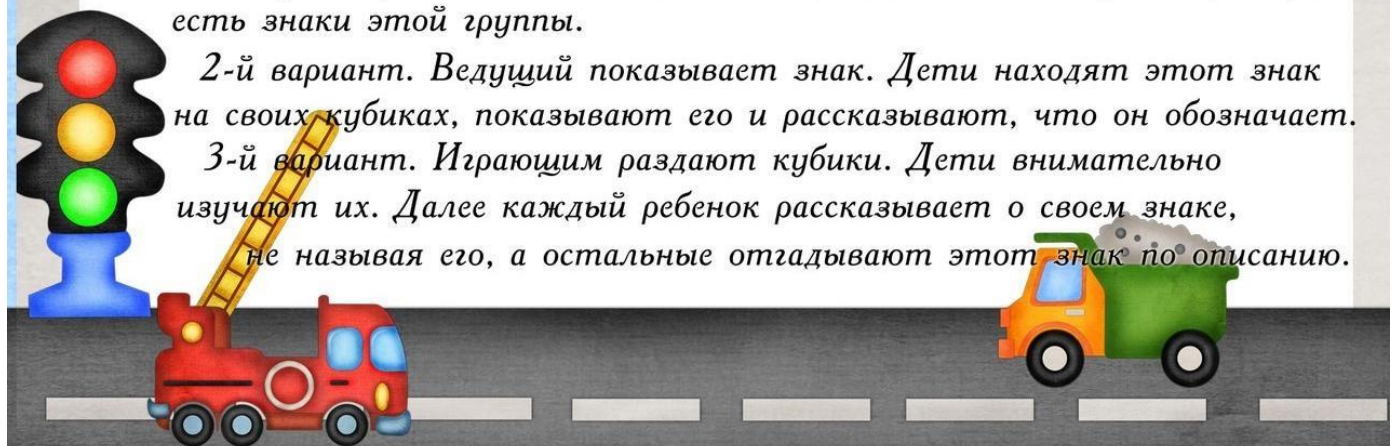 есть знаки этой группы.
2-й вариант. Ведущий показывает знак. Дети находят этот знак
на своих кубиках, показывают его и рассказывают, что он обозначает.
3-й вариант. Играющим раздают кубики. Дети внимательно
изучают их. Далее каждый ребенок рассказывает о своем знаке,
не называя его, а остальные отгадывают этот знак по описанию.